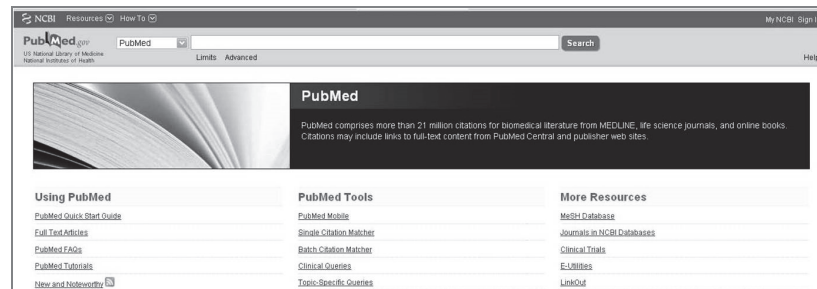 NCBI Resources How To My NCBI Sign I
PubMed.gov PubMed Search
US National Library of Medicine
National Institutes of Health
Limits Advanced Help
PubMed
PubMed comprises more than 21 million citations for biomedical literature from MEDLINE, life science journals, and online books.
Citations may include links to full-text content from PubMed Central and publisher web sites.
Using PubMed
PubMed Quick Start Guide
Full Text Articles
PubMed FAQs
PubMed Tutorials
New and Noteworthy
PubMed Tools
PubMed Mobile
Single Citation Matcher
Batch Citation Matcher
Clinical Queries
Topic-Specific Queries
More Resources
MeSH Database
Journals in NCBI Databases
Clinical Trials
E-Utilities
LinkOut